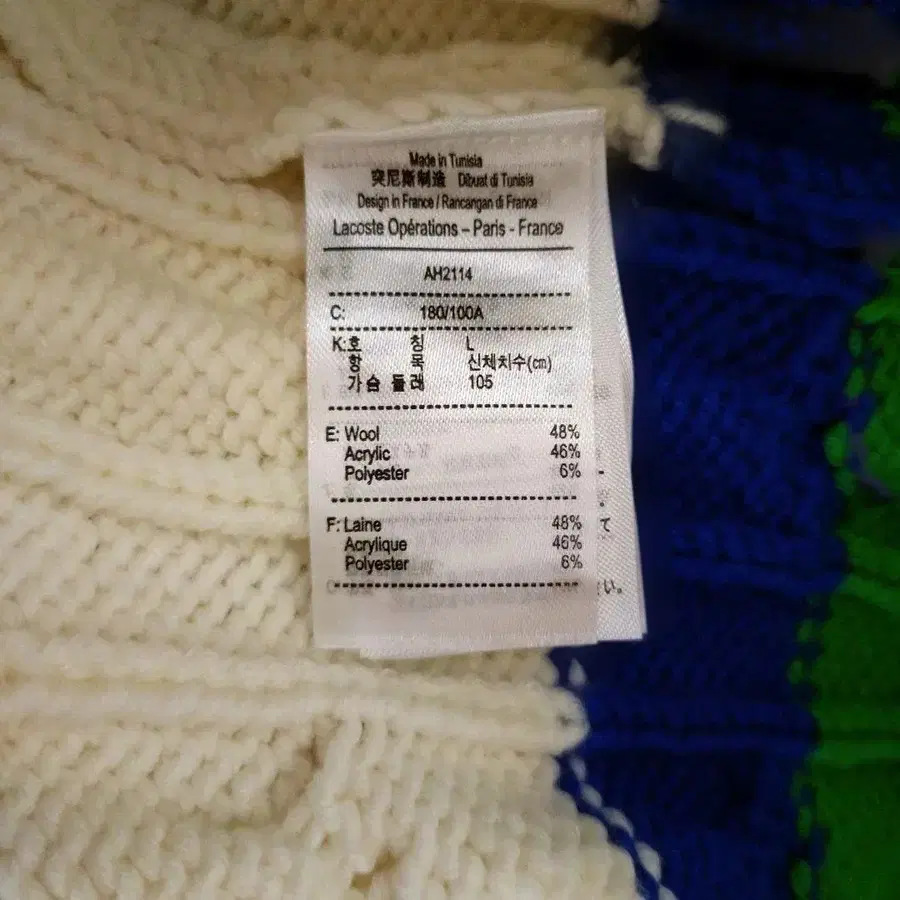 Made in Tunisia
突尼斯制造 Dibuat di Tunisia
Design in France / Rancangan di France
Lacoste Opérations – Paris - France
AH2114
C: 180/100A
K:호 칭 L
항 목 신체치수(㎝)
가슴 둘레 105
E: Wool 48%
Acrylic 46%
Polyester 6%
F: Laine 48%
Acrylique 46%
Polyester 6%
て
い。